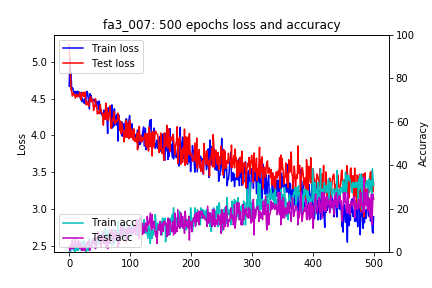 fa3_007: 500 epochs loss and accuracy
Train loss
Test loss
Train acc
Test acc
Loss
5.0
4.5
4.0
3.5
3.0
2.5
Accuracy
100
80
60
40
20
0
0
100
200
300
400
500